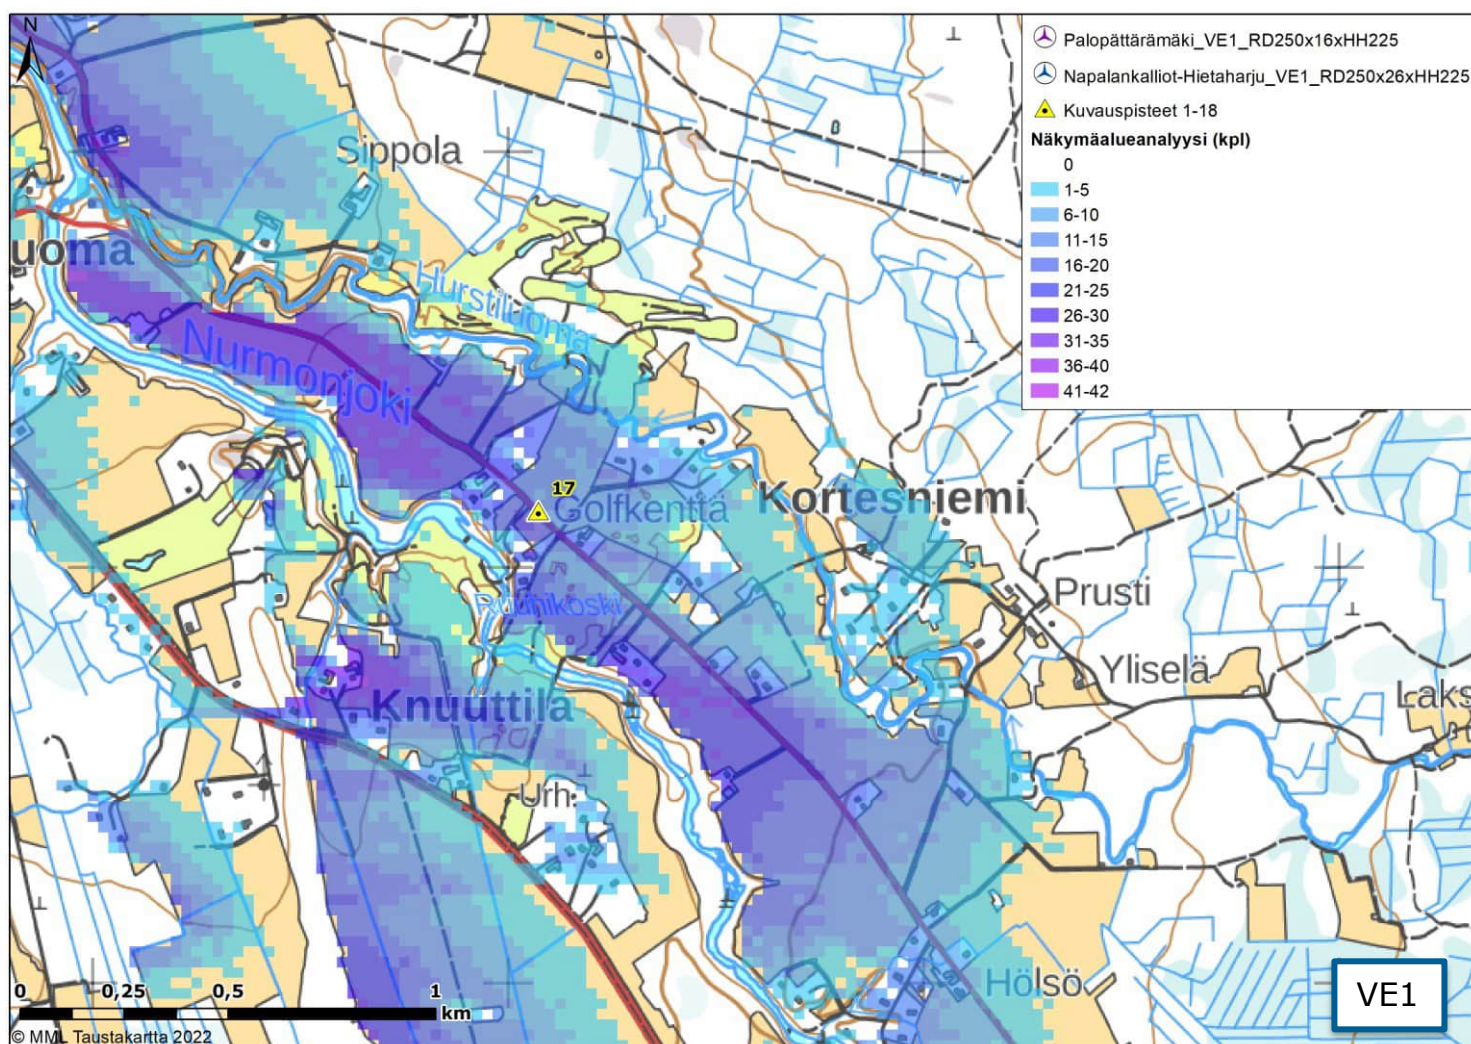 N
Palopättärämäki_VE1_RD250x16xHH225
Napalankalliot-Hietaharju_VE1_RD250x26xHH225
Kuvauspisteet 1-18
Näkymäalueanalyysi (kpl)
0
1-5
6-10
11-15
16-20
21-25
26-30
31-35
36-40
41-42
Sippola
uoma
Hurstiluoma
Nurmonjoki
17
Golfkenttä
Kortesniemi
Prusti
Yliselä
Laks
Knuuttila
Urh.
Hölsö
0 0,25 0,5 1
km
© MML Taustakartta 2022
VE1